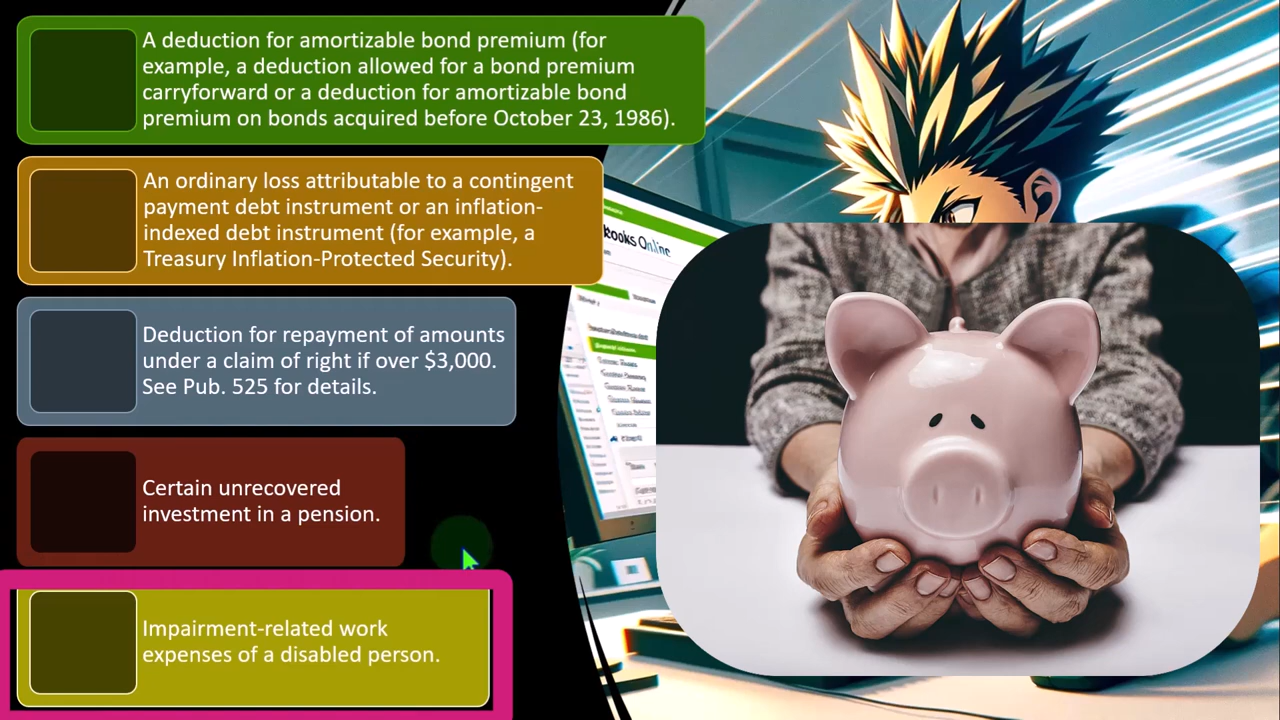 A deduction for amortizable bond premium (for
example, a deduction allowed for a bond premium
carryforward or a deduction for amortizable bond
premium on bonds acquired before October 23, 1986).
An ordinary loss attributable to a contingent
payment debt instrument or an inflation-
indexed debt instrument (for example, a
Treasury Inflation-Protected Security).
Deduction for repayment of amounts
under a claim of right if over $3,000.
See Pub. 525 for details.
Certain unrecovered
investment in a pension.
Impairment-related work
expenses of a disabled person.
ooks Online